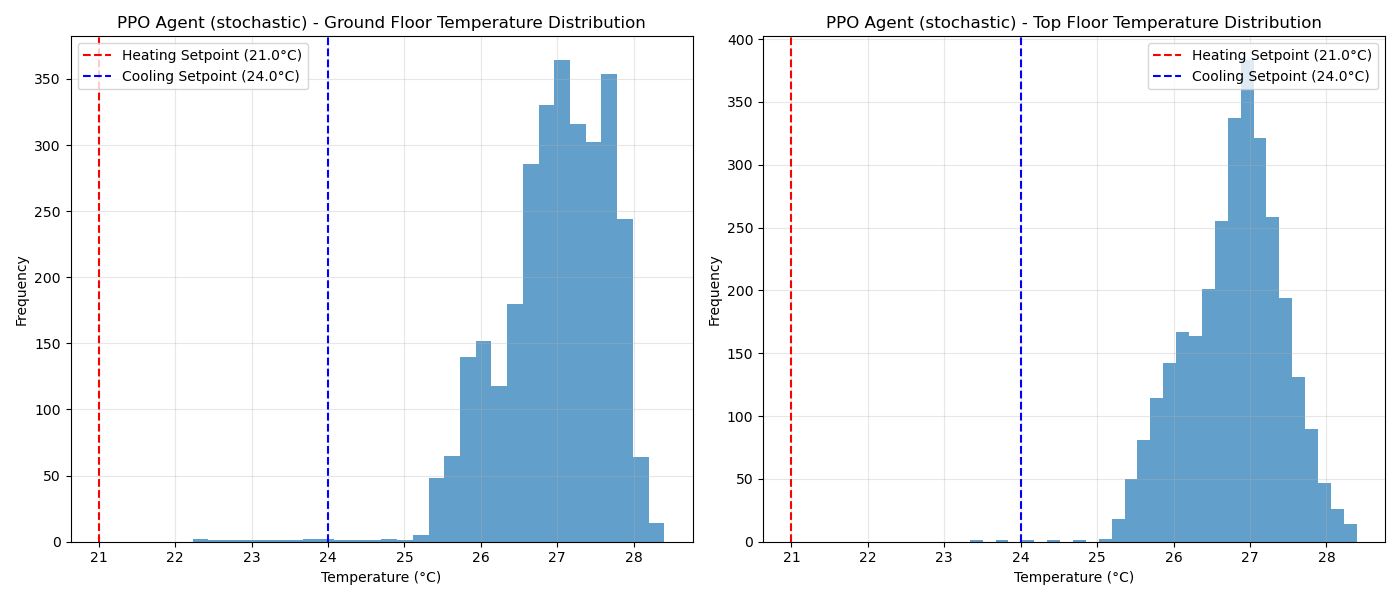 PPO Agent (stochastic) - Ground Floor Temperature Distribution
Heating Setpoint (21.0°C)
Cooling Setpoint (24.0°C)
Frequency
350
300
250
200
150
100
50
0
21 22 23 24 25 26 27 28
Temperature (°C)
PPO Agent (stochastic) - Top Floor Temperature Distribution
Heating Setpoint (21.0°C)
Cooling Setpoint (24.0°C)
Frequency
400
350
300
250
200
150
100
50
0
21 22 23 24 25 26 27 28
Temperature (°C)